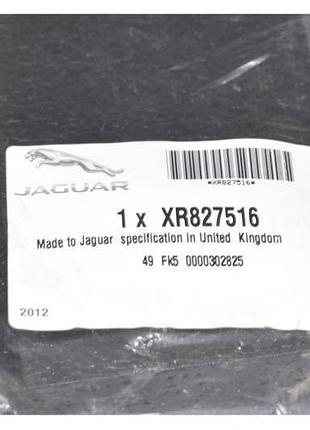 *XR827516*
JAGUAR
1 x XR827516
Made to Jaguar specification in United Kingdom
49 Fk5 0000302825
2012